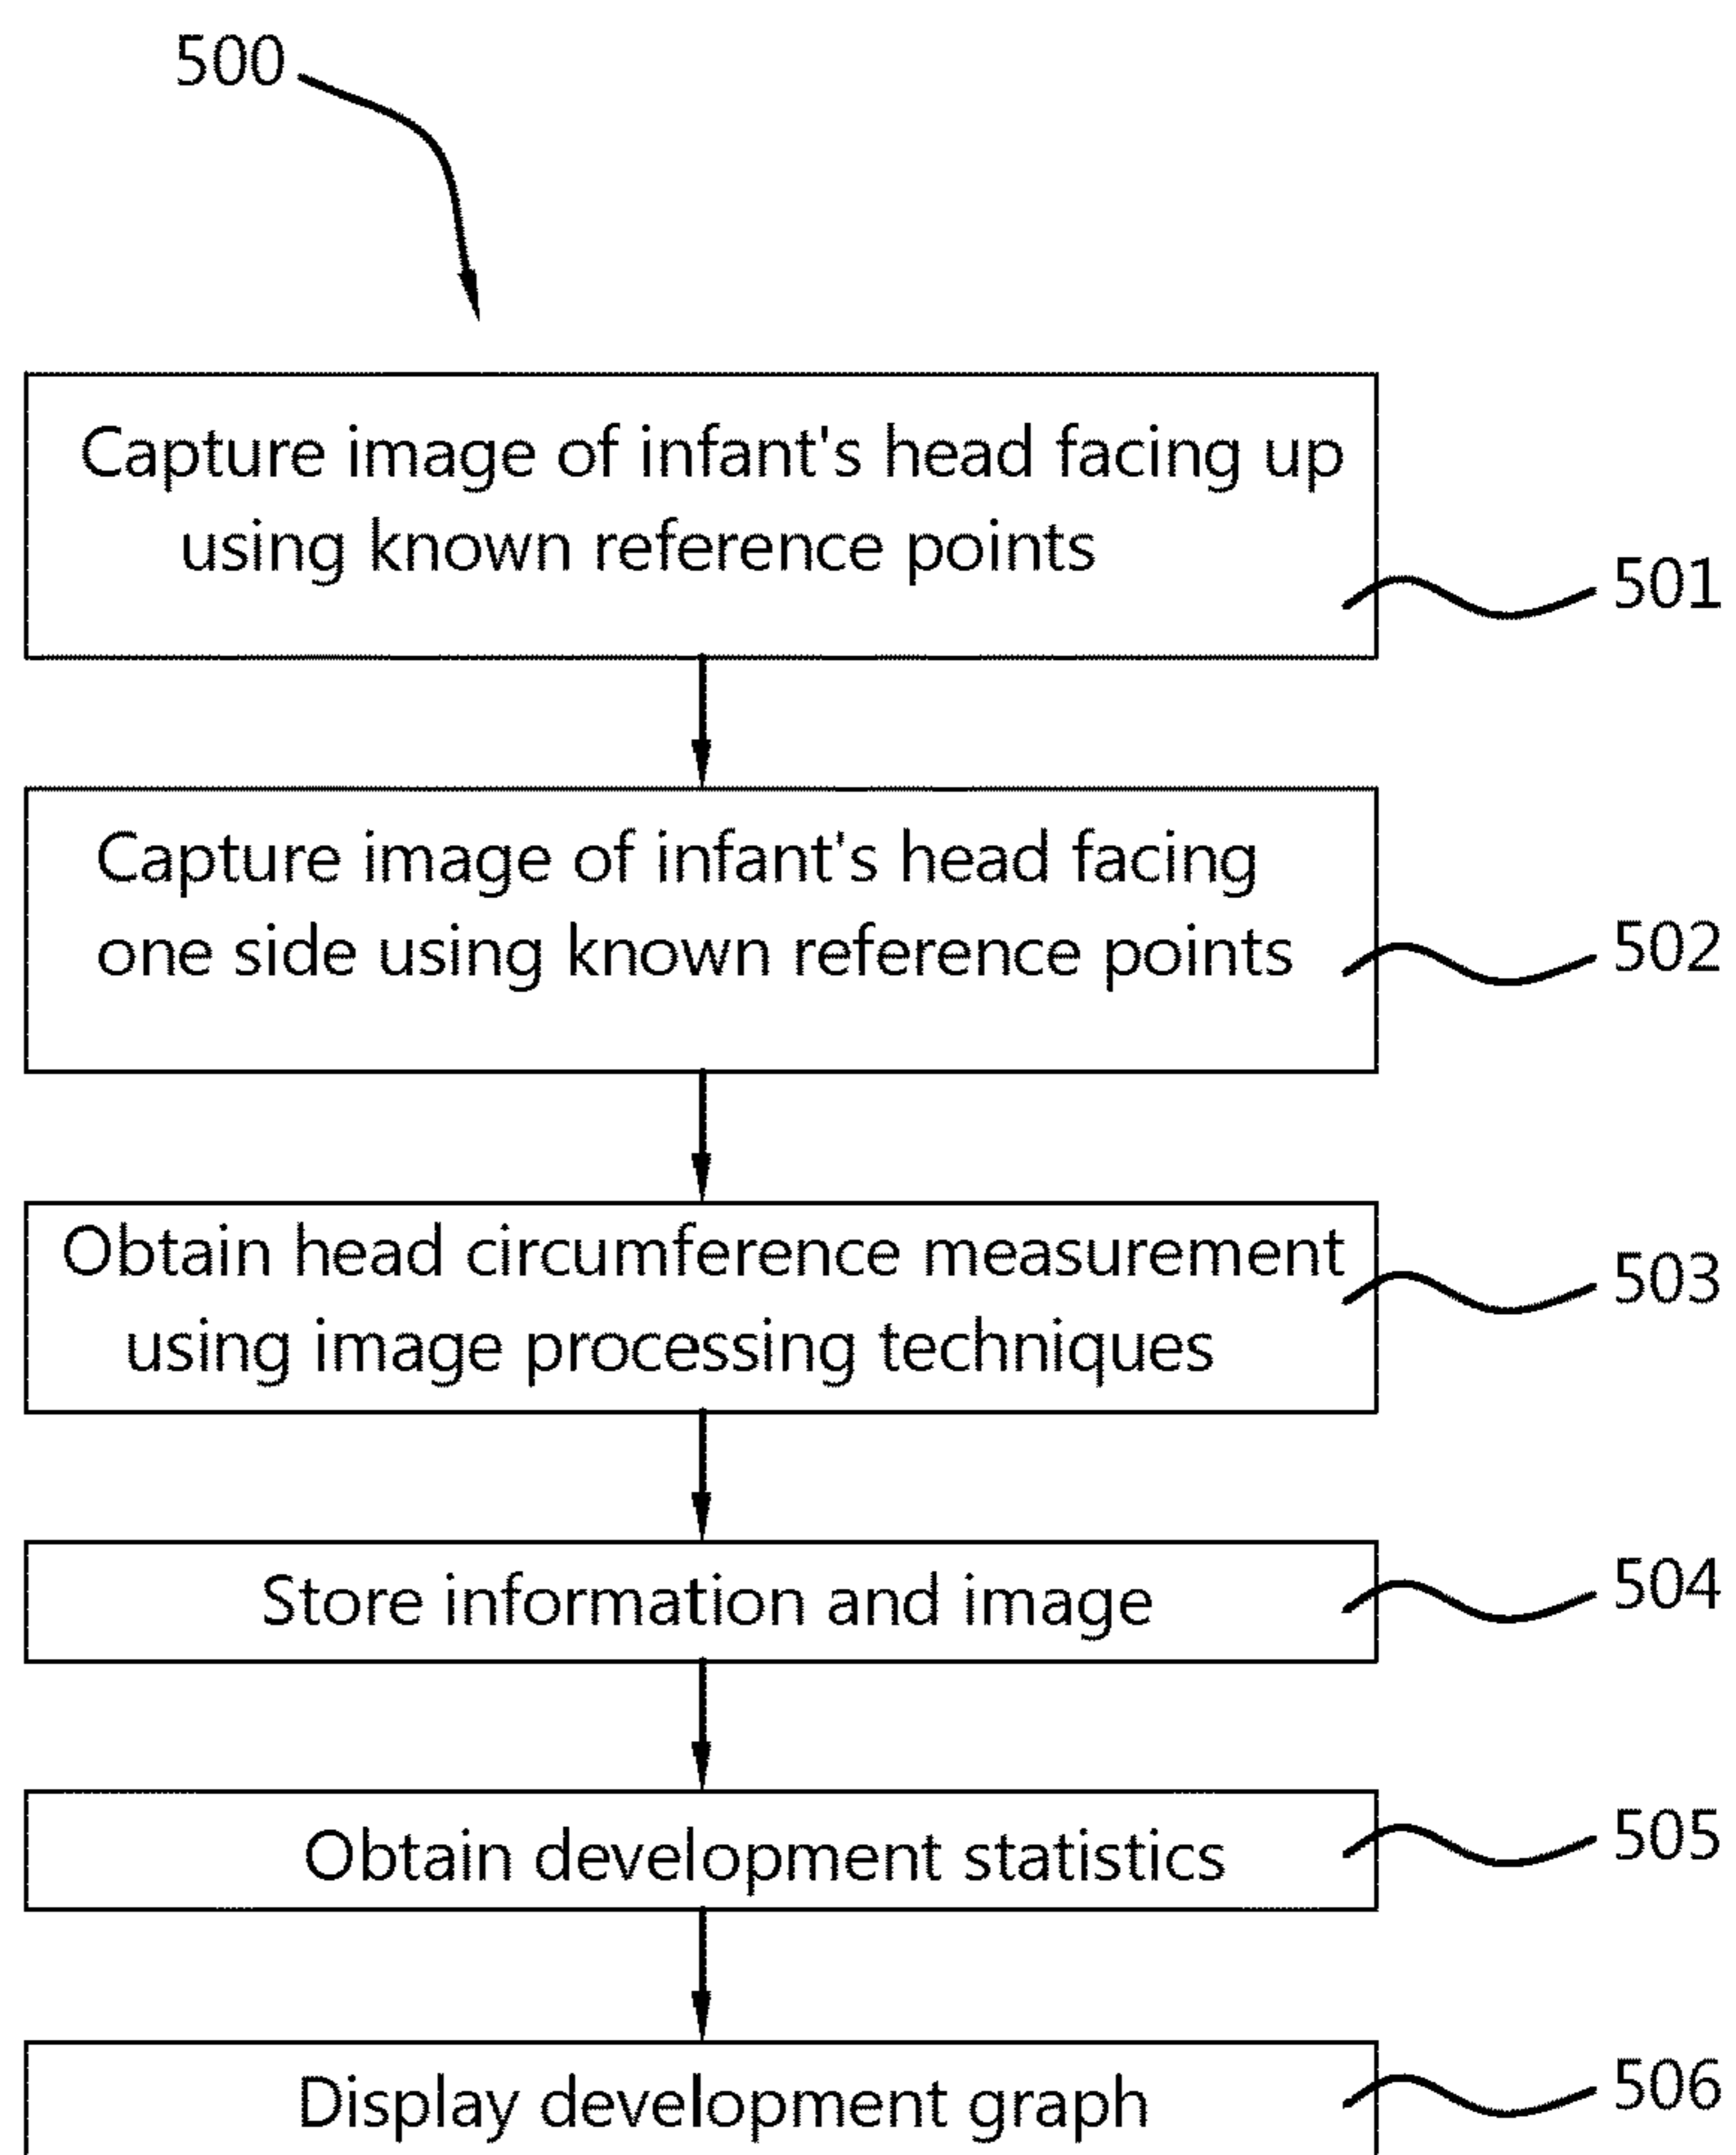 500
Capture image of infant's head facing up
using known reference points
501
Capture image of infant's head facing
one side using known reference points
502
Obtain head circumference measurement
using image processing techniques
503
Store information and image
504
Obtain development statistics
505
Display development graph
506